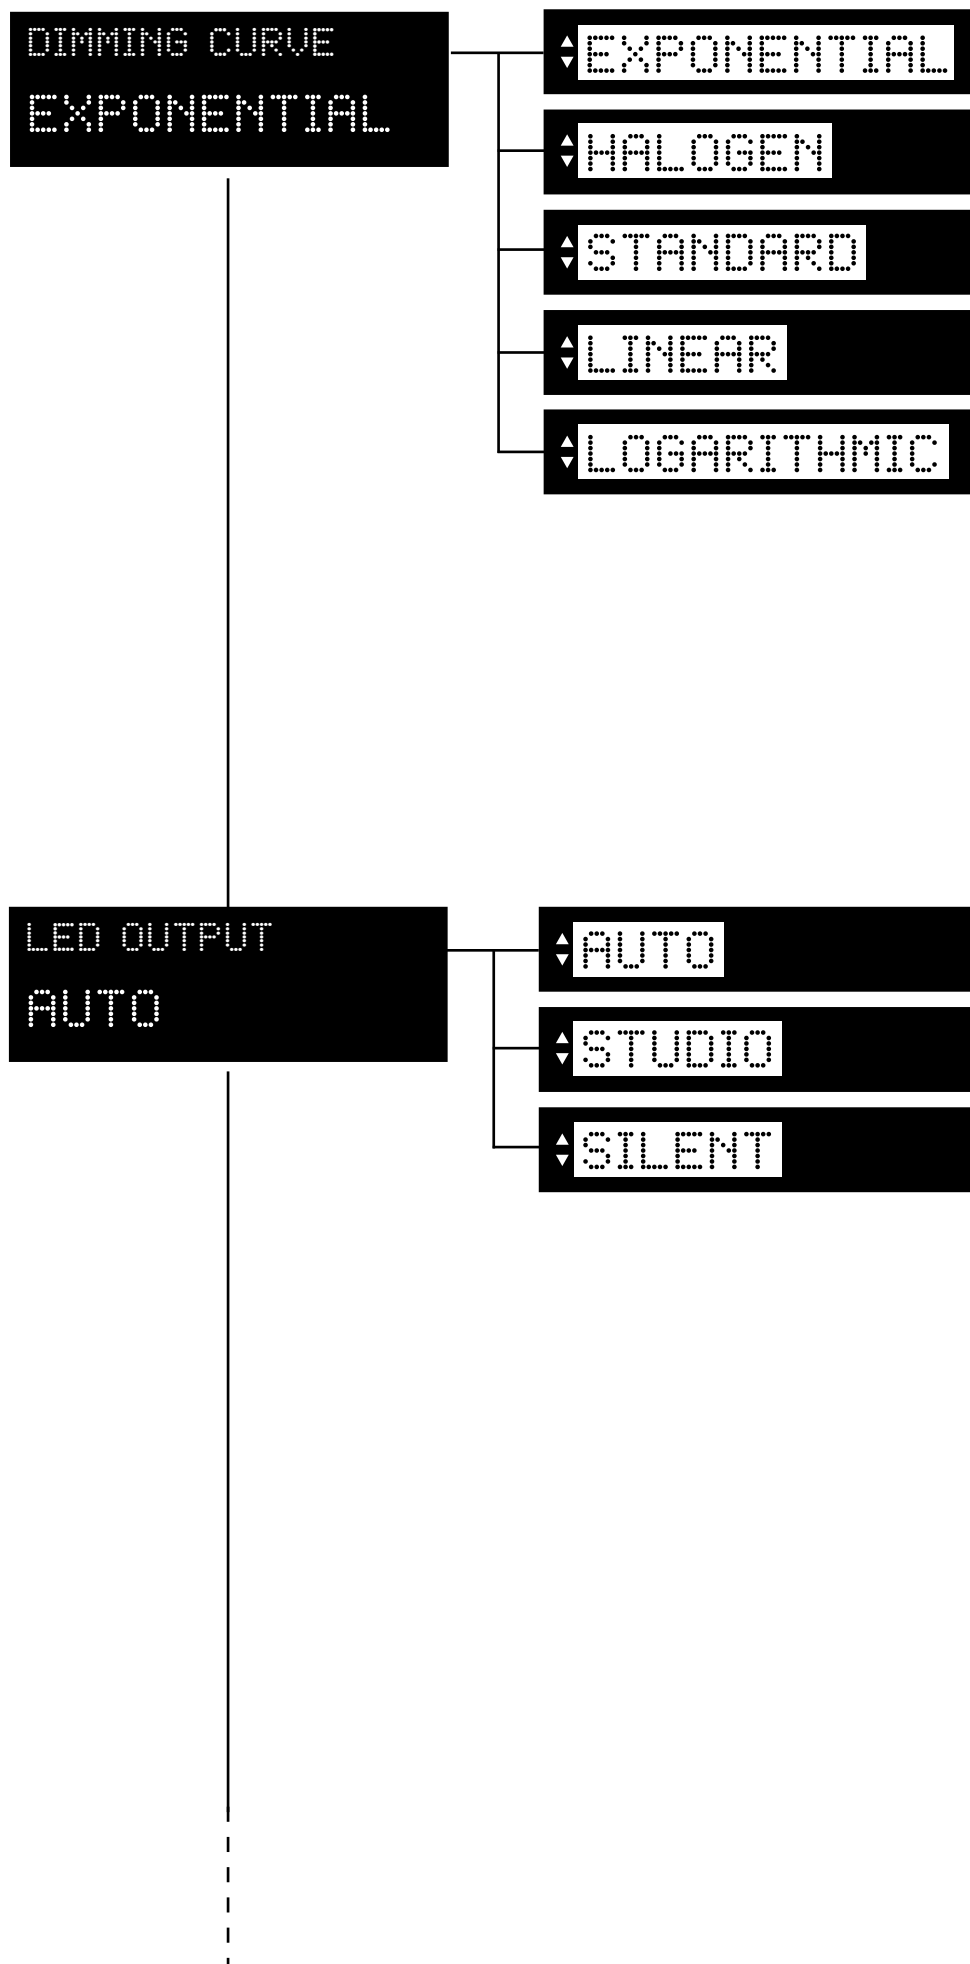 DIMMING CURVE
EXPONENTIAL
EXPONENTIAL
HALOGEN
STANDARD
LINEAR
LOGARITHMIC
LED OUTPUT
AUTO
AUTO
STUDIO
SILENT